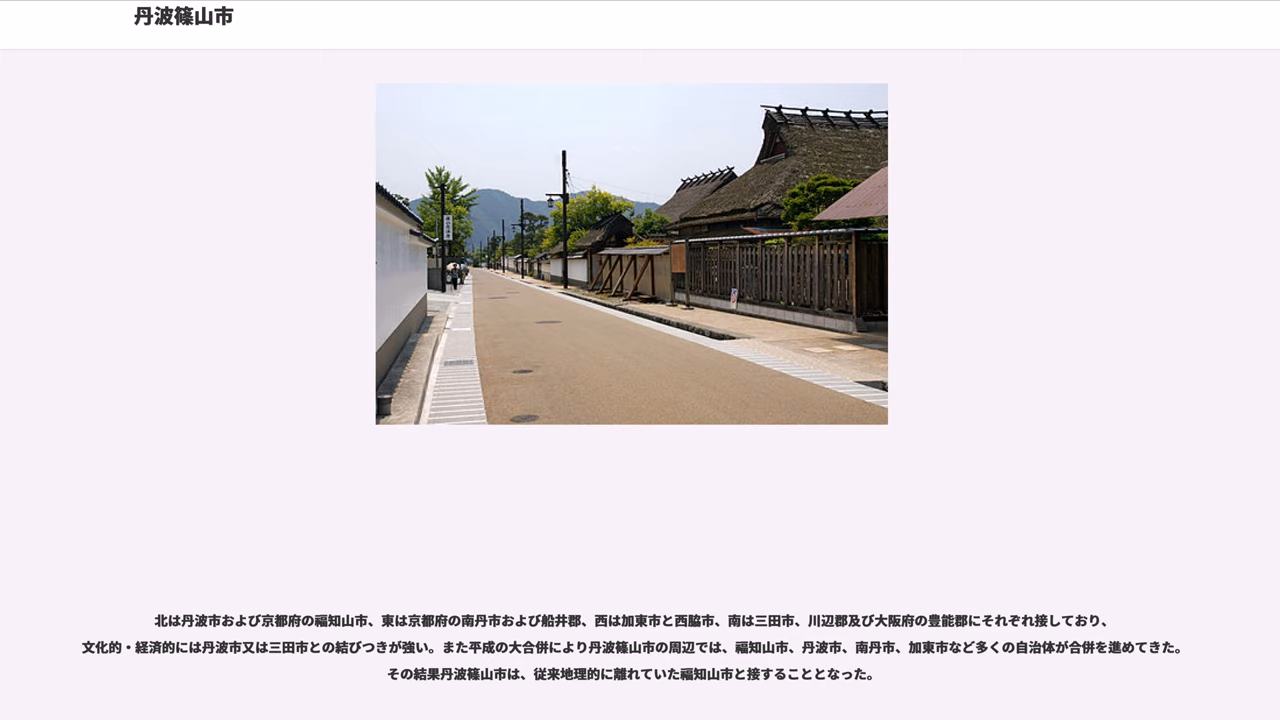 丹波篠山市
北は丹波市および京都府の福知山市、東は京都府の南丹市および船井郡、西は加東市と西脇市、南は三田市、川辺郡及び大阪府の豊能郡にそれぞれ接しており、
文化的・経済的には丹波市又は三田市との結びつきが強い。また平成の大合併により丹波篠山市の周辺では、福知山市、丹波市、南丹市、加東市など多くの自治体が合併を進めてきた。
その結果丹波篠山市は、従来地理的に離れていた福知山市と接することとなった。